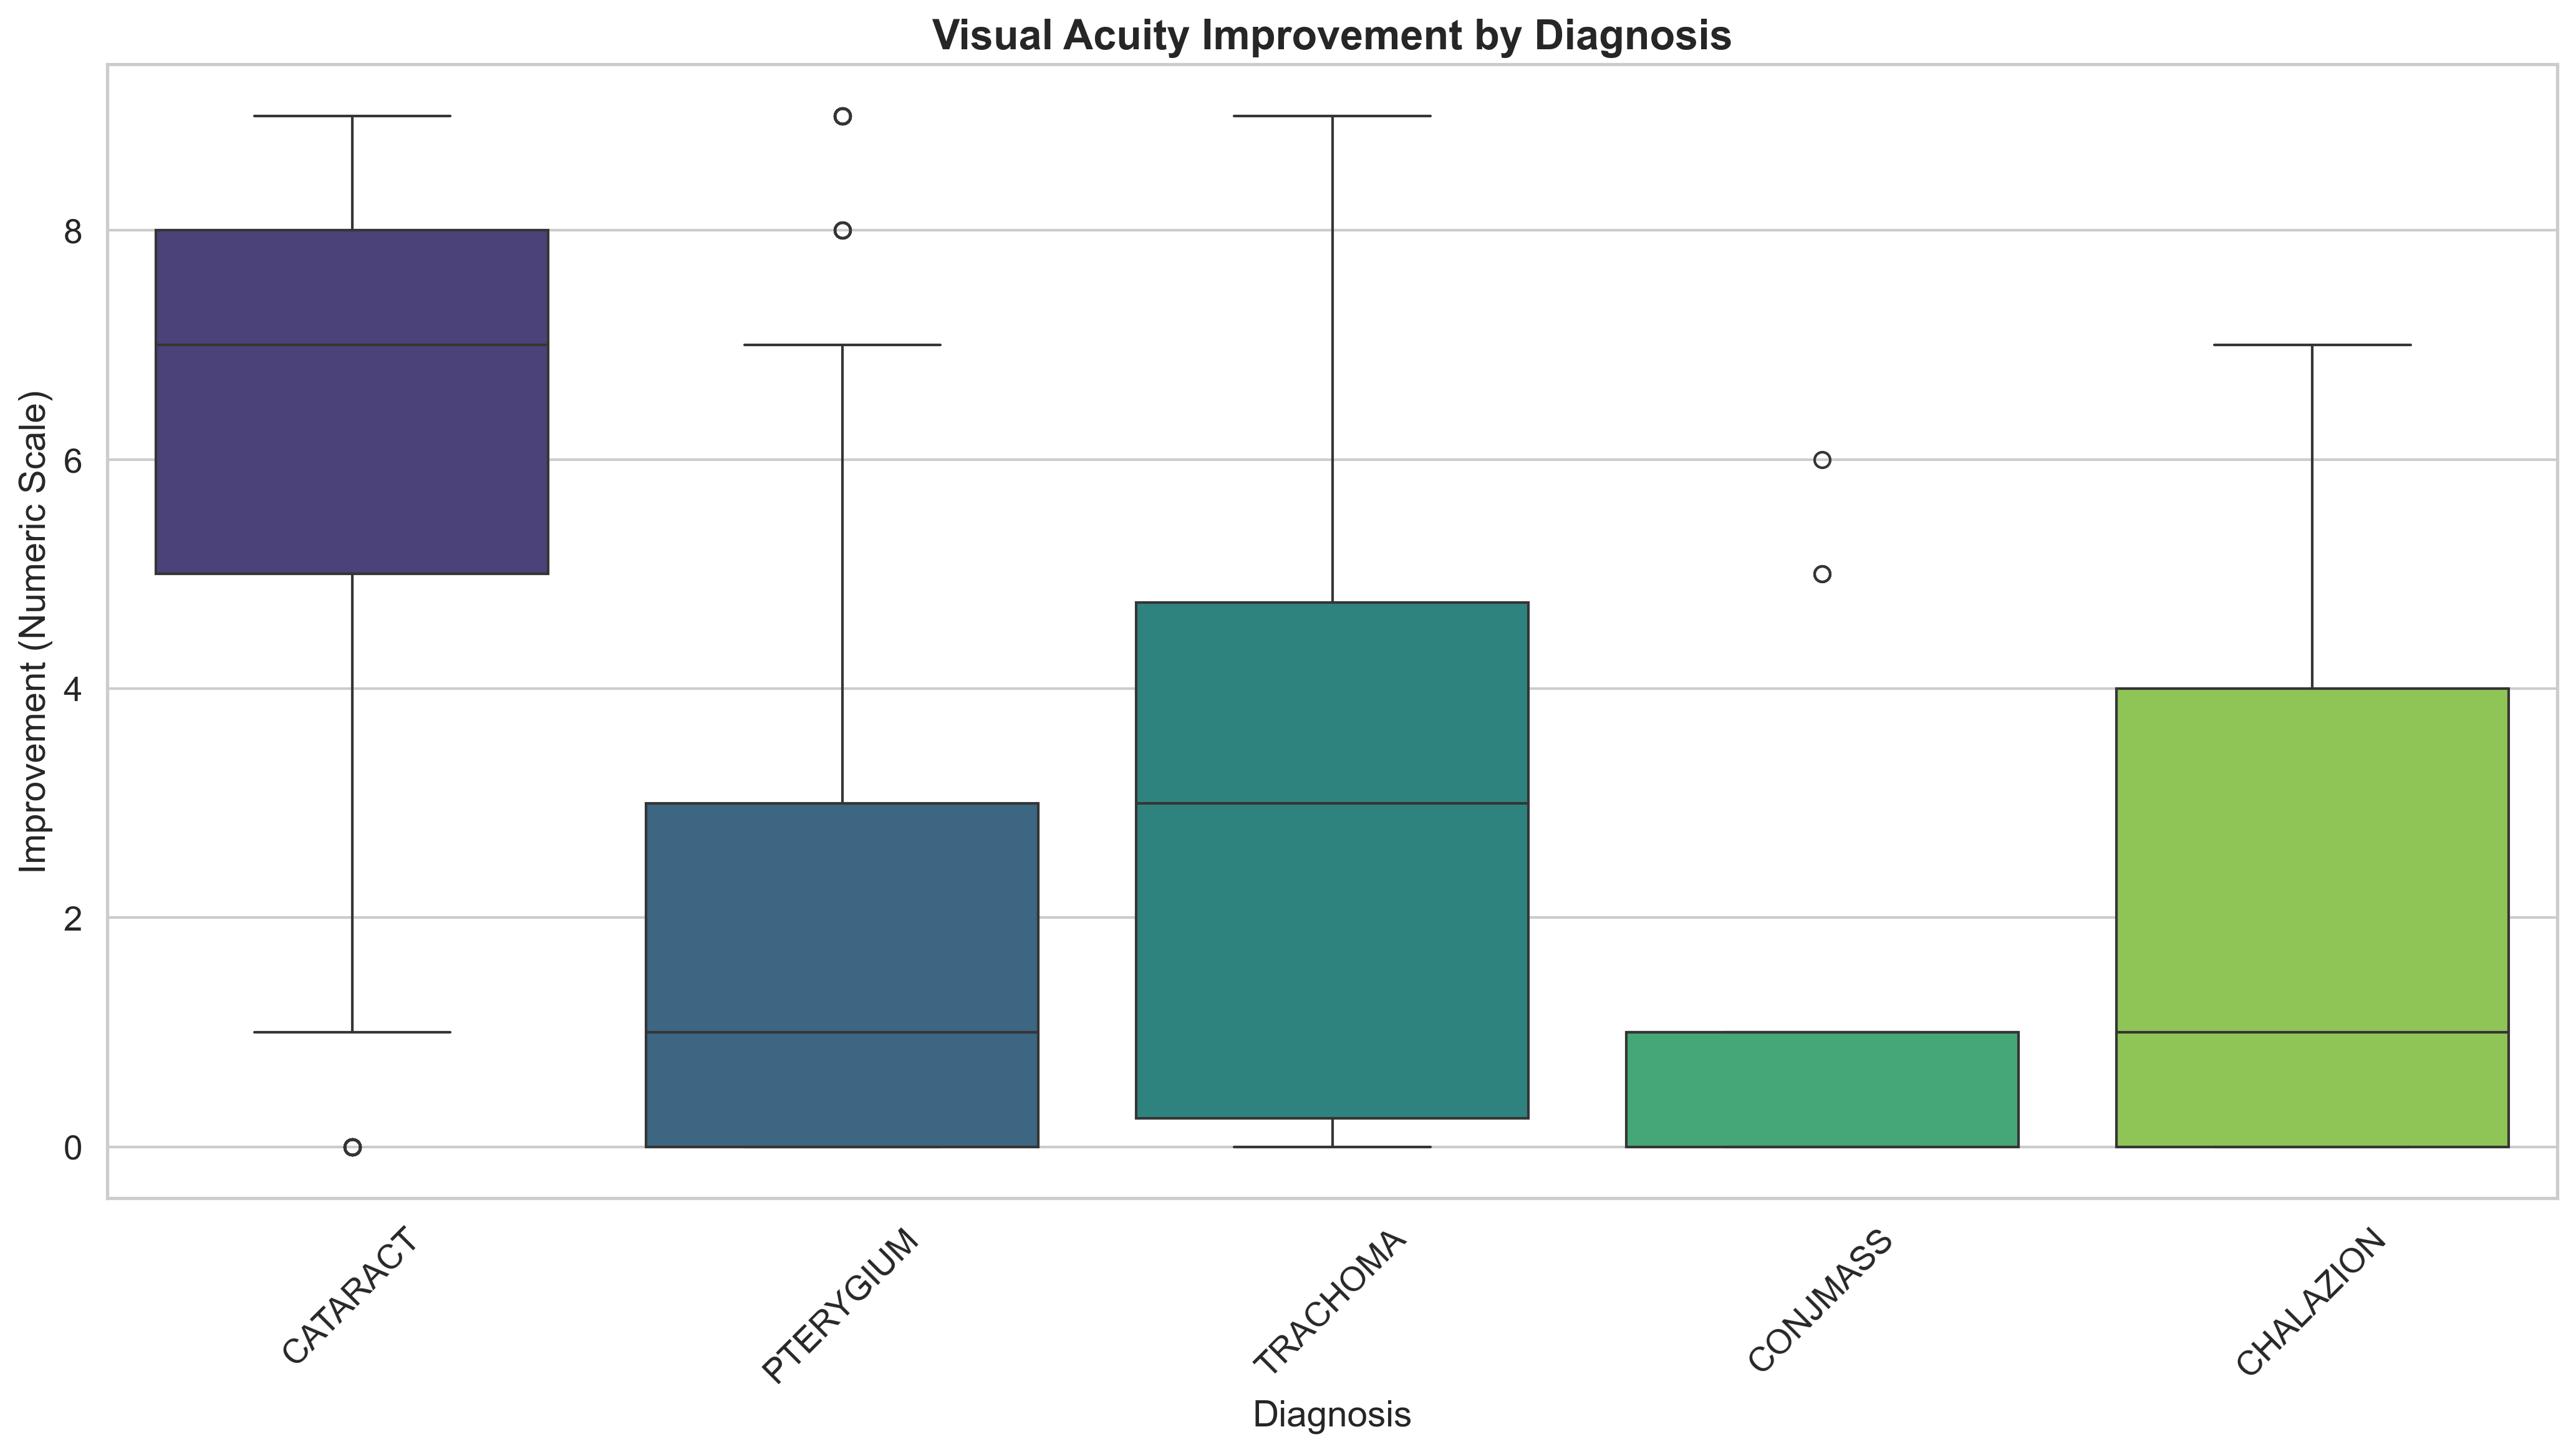 Visual Acuity Improvement by Diagnosis
Improvement (Numeric Scale)
8
6
4
2
0
CATARACT
PTERYGIUM
TRACHOMA
CONJMASS
CHALAZION
Diagnosis